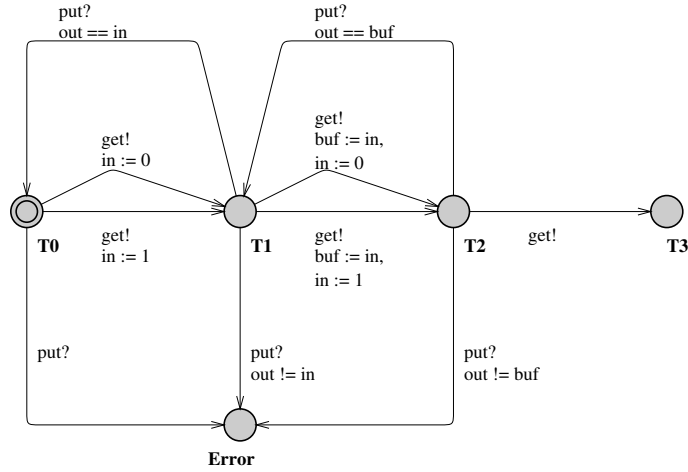 put?
out == in
put?
out == buf
get!
in := 0
get!
buf := in,
in := 0
T0
get!
in := 1
T1
get!
buf := in,
in := 1
T2
get!
T3
put?
put?
out != in
put?
out != buf
Error